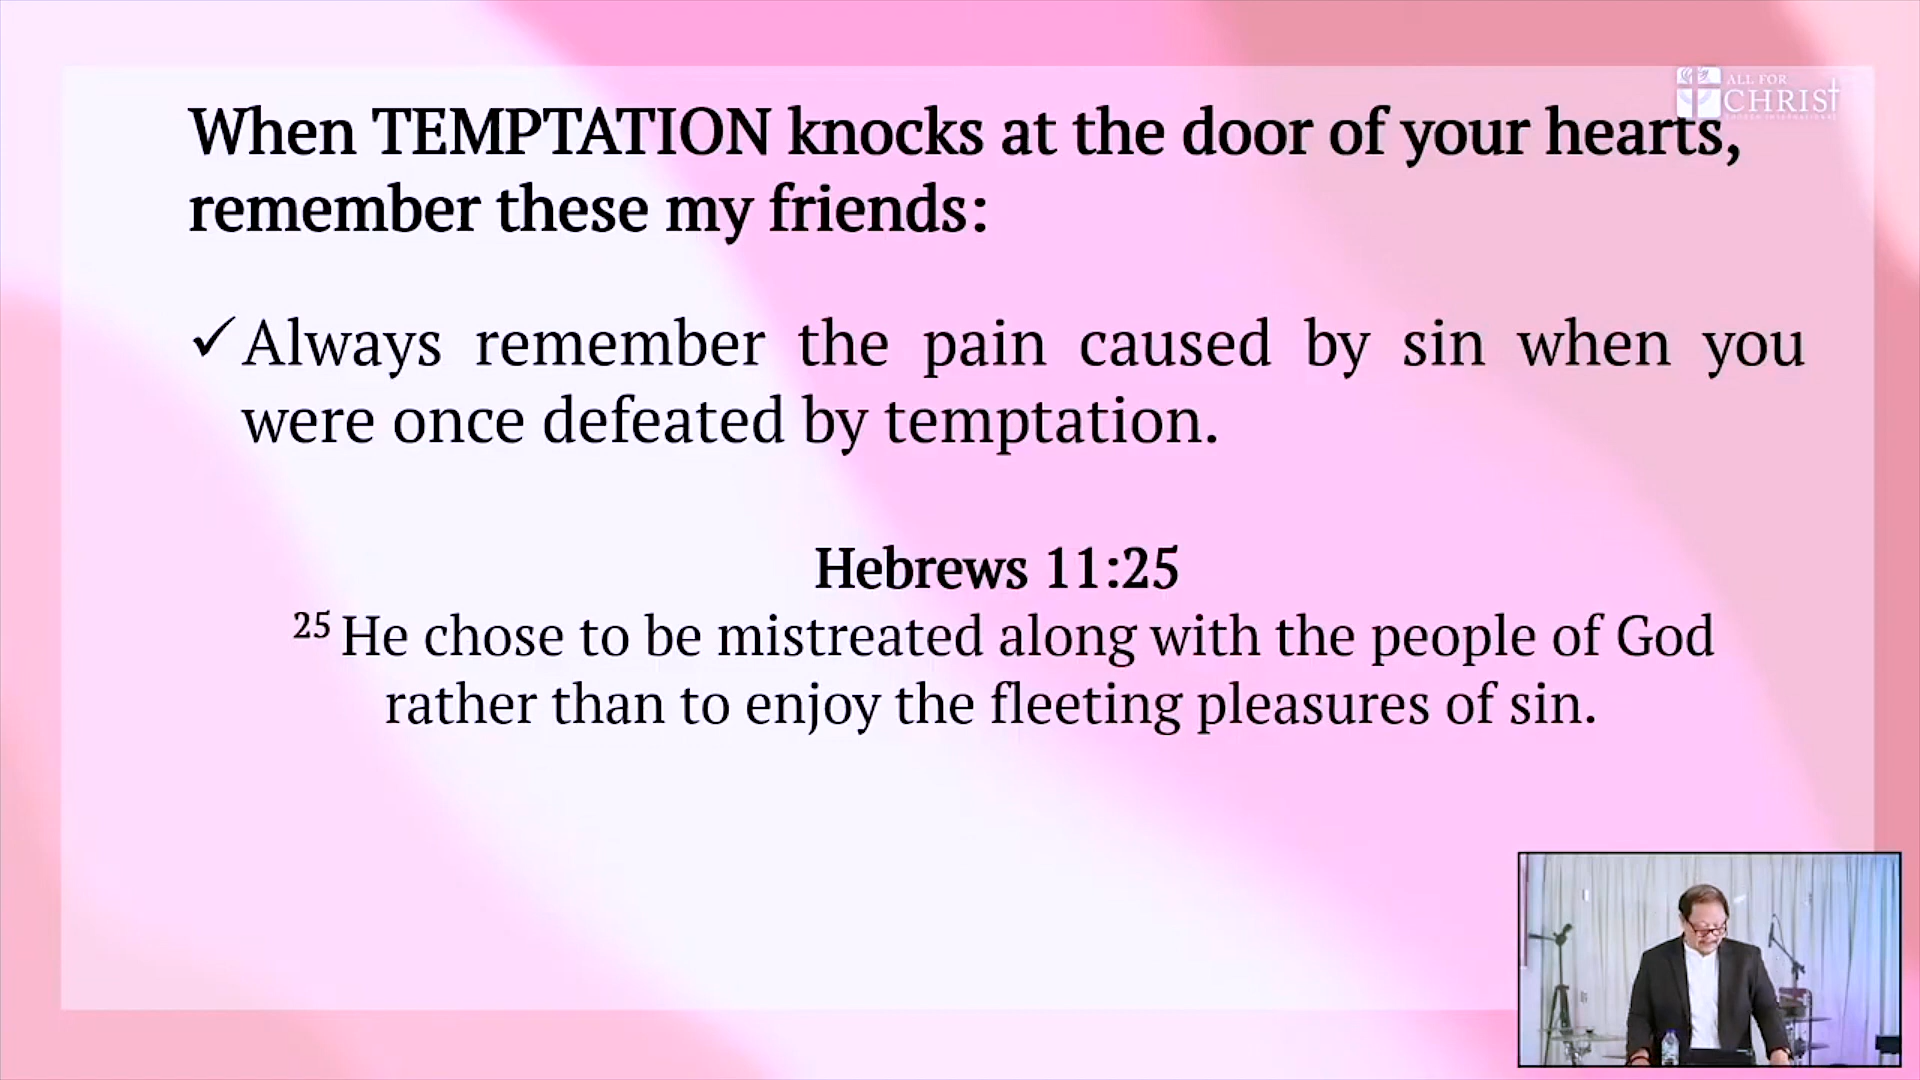 ALL FOR
CHRIST
When TEMPTATION knocks at the door of your hearts,
remember these my friends:
✓Always remember the pain caused by sin when you
were once defeated by temptation.
Hebrews 11:25
25 He chose to be mistreated along with the people of God
rather than to enjoy the fleeting pleasures of sin.